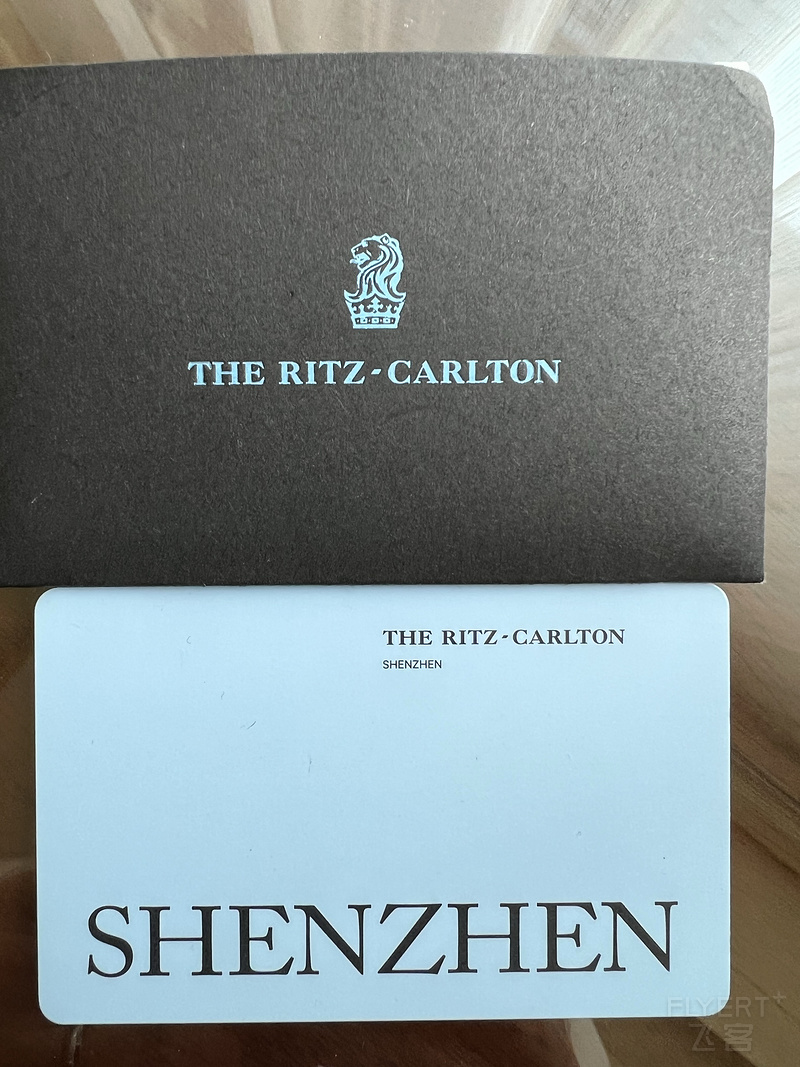 THE RITZ-CARLTON
THE RITZ-CARLTON
SHENZHEN
SHENZHEN
FLYERT+
飞客